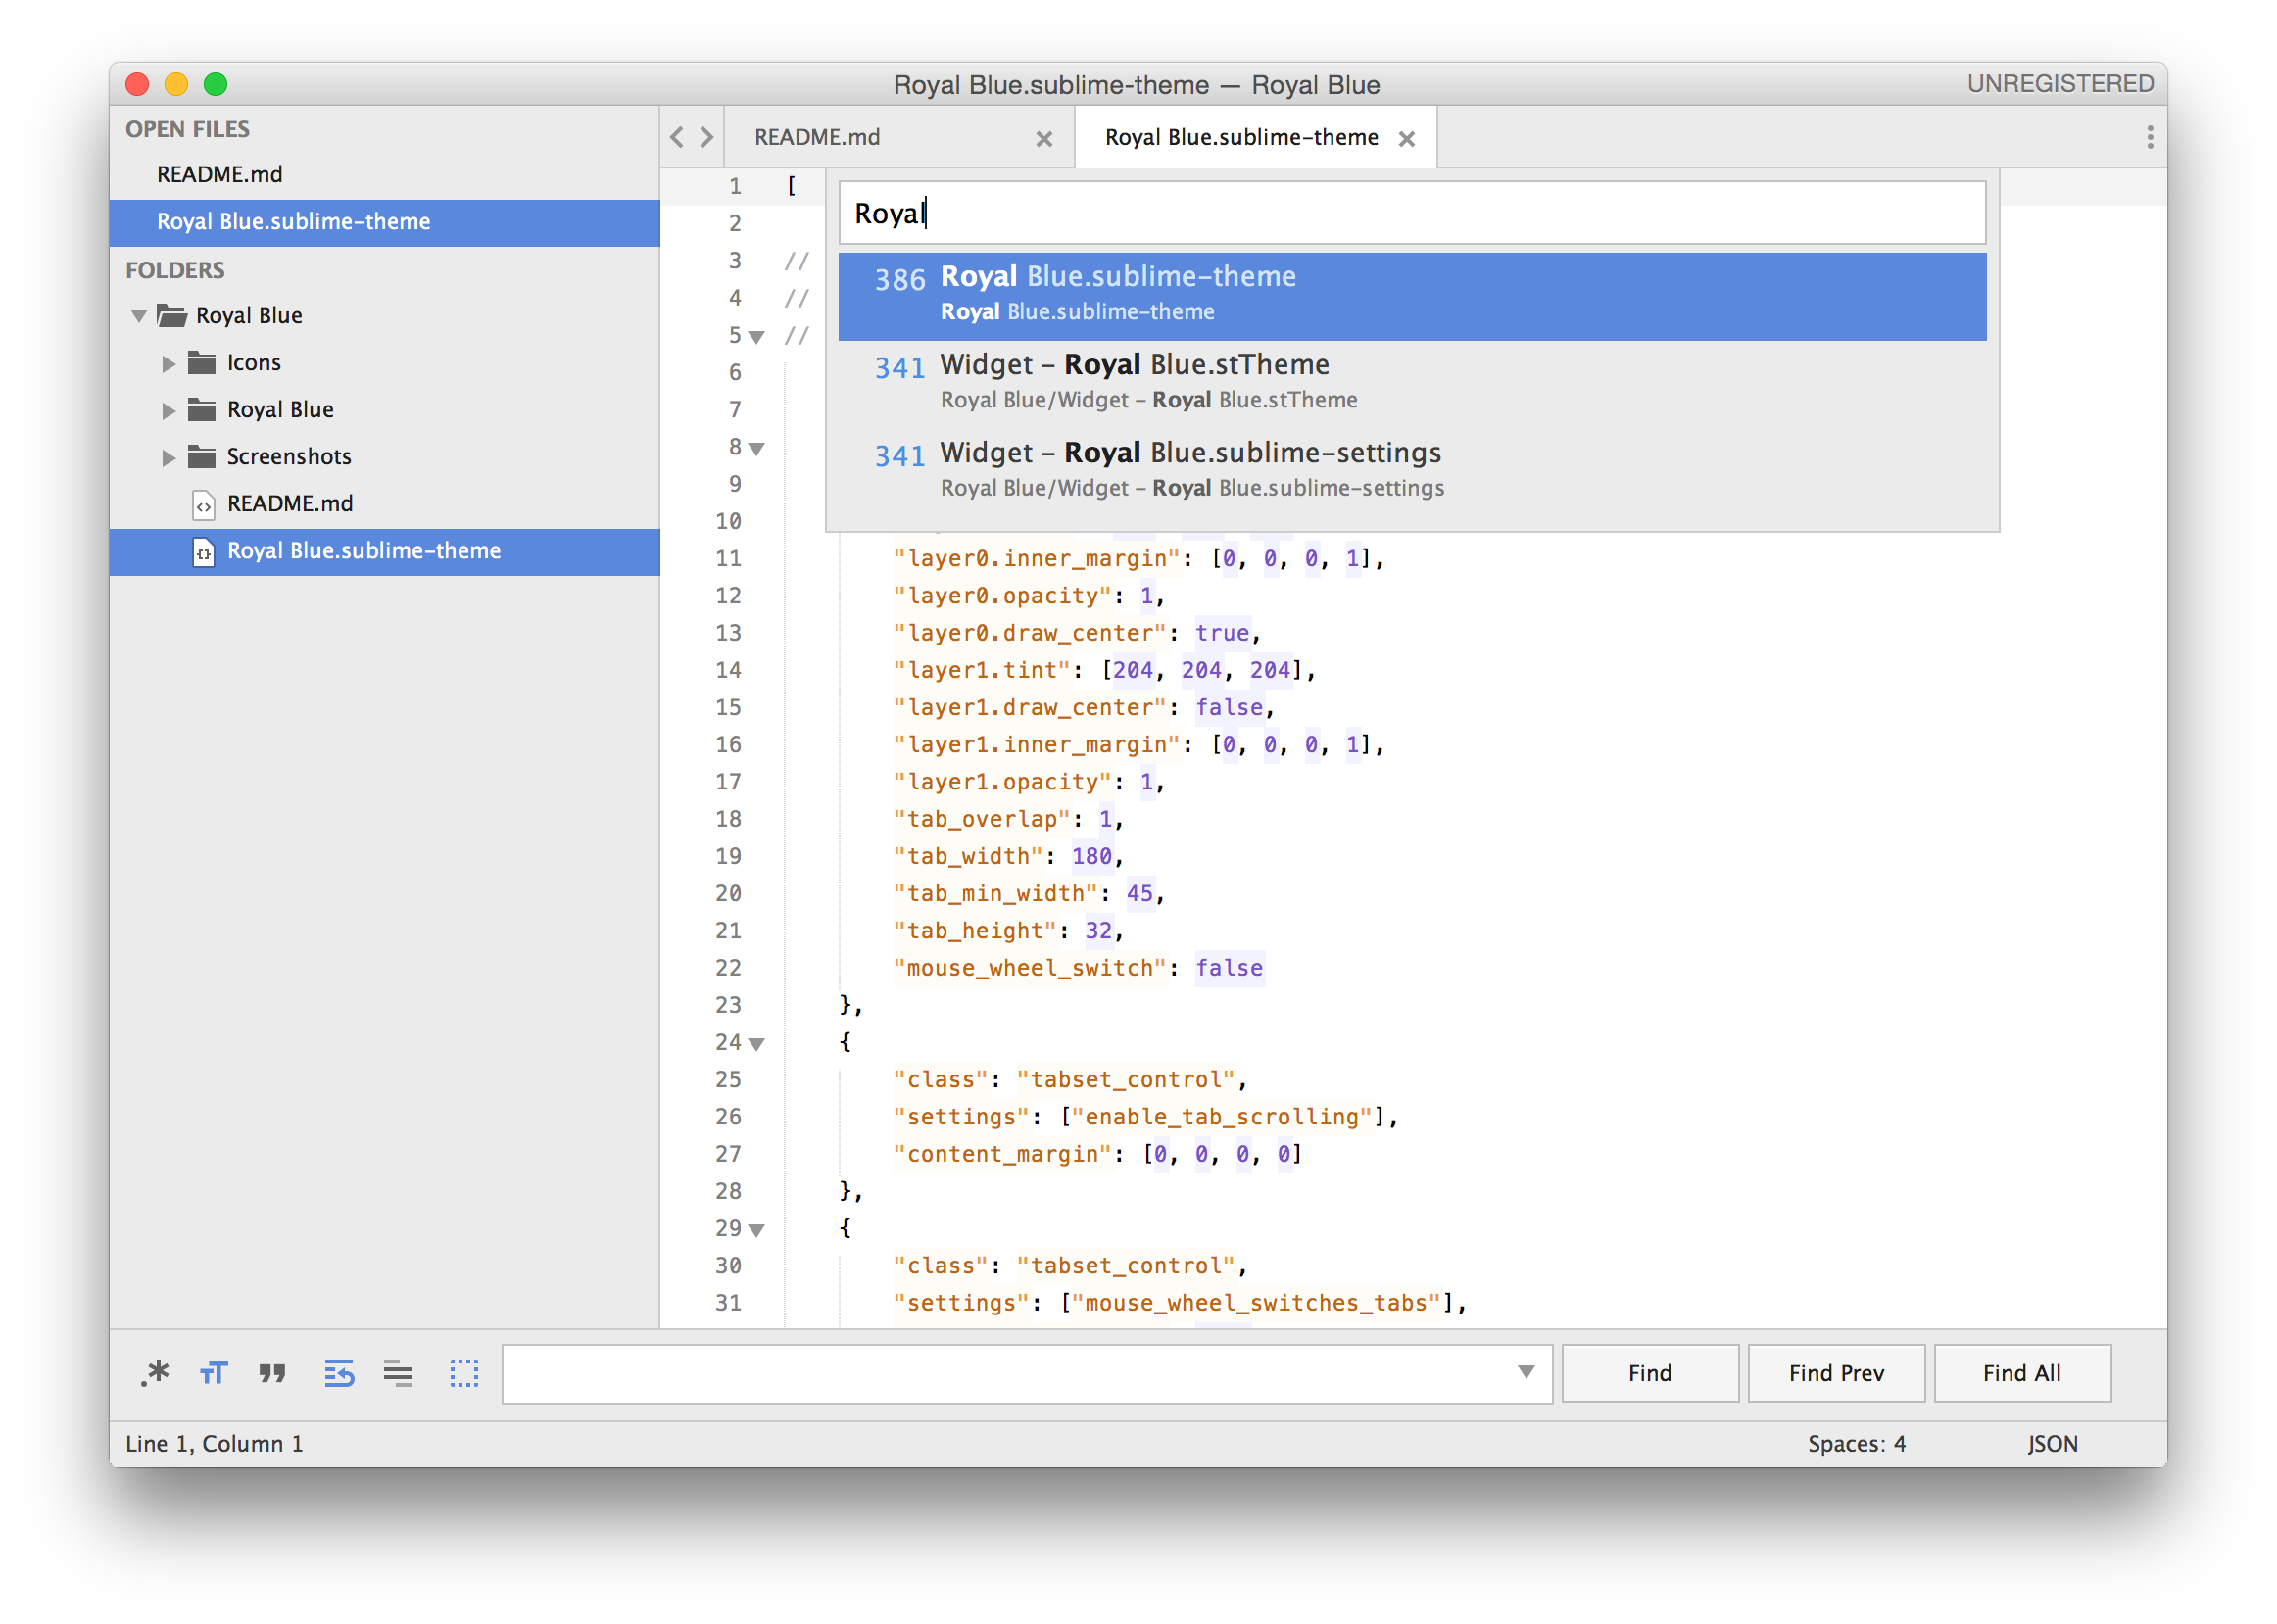 Royal Blue.sublime-theme — Royal Blue
UNREGISTERED
OPEN FILES
README.md
Royal Blue.sublime-theme
FOLDERS
Royal Blue
Icons
Royal Blue
Screenshots
README.md
Royal Blue.sublime-theme
README.md
Royal Blue.sublime-theme
Royal
386 Royal Blue.sublime-theme
Royal Blue.sublime-theme
341 Widget – Royal Blue.stTheme
Royal Blue/Widget – Royal Blue.stTheme
341 Widget – Royal Blue.sublime-settings
Royal Blue/Widget – Royal Blue.sublime-settings
1 [
2
3 //
4 //
5 //
6
7
8
9
10
11 "layer0.inner_margin": [0, 0, 0, 1],
12 "layer0.opacity": 1,
13 "layer0.draw_center": true,
14 "layer1.tint": [204, 204, 204],
15 "layer1.draw_center": false,
16 "layer1.inner_margin": [0, 0, 0, 1],
17 "layer1.opacity": 1,
18 "tab_overlap": 1,
19 "tab_width": 180,
20 "tab_min_width": 45,
21 "tab_height": 32,
22 "mouse_wheel_switch": false
23 },
24 {
25 "class": "tabset_control",
26 "settings": ["enable_tab_scrolling"],
27 "content_margin": [0, 0, 0, 0]
28 },
29 {
30 "class": "tabset_control",
31 "settings": ["mouse_wheel_switches_tabs"],
Find
Find Prev
Find All
Line 1, Column 1
Spaces: 4
JSON